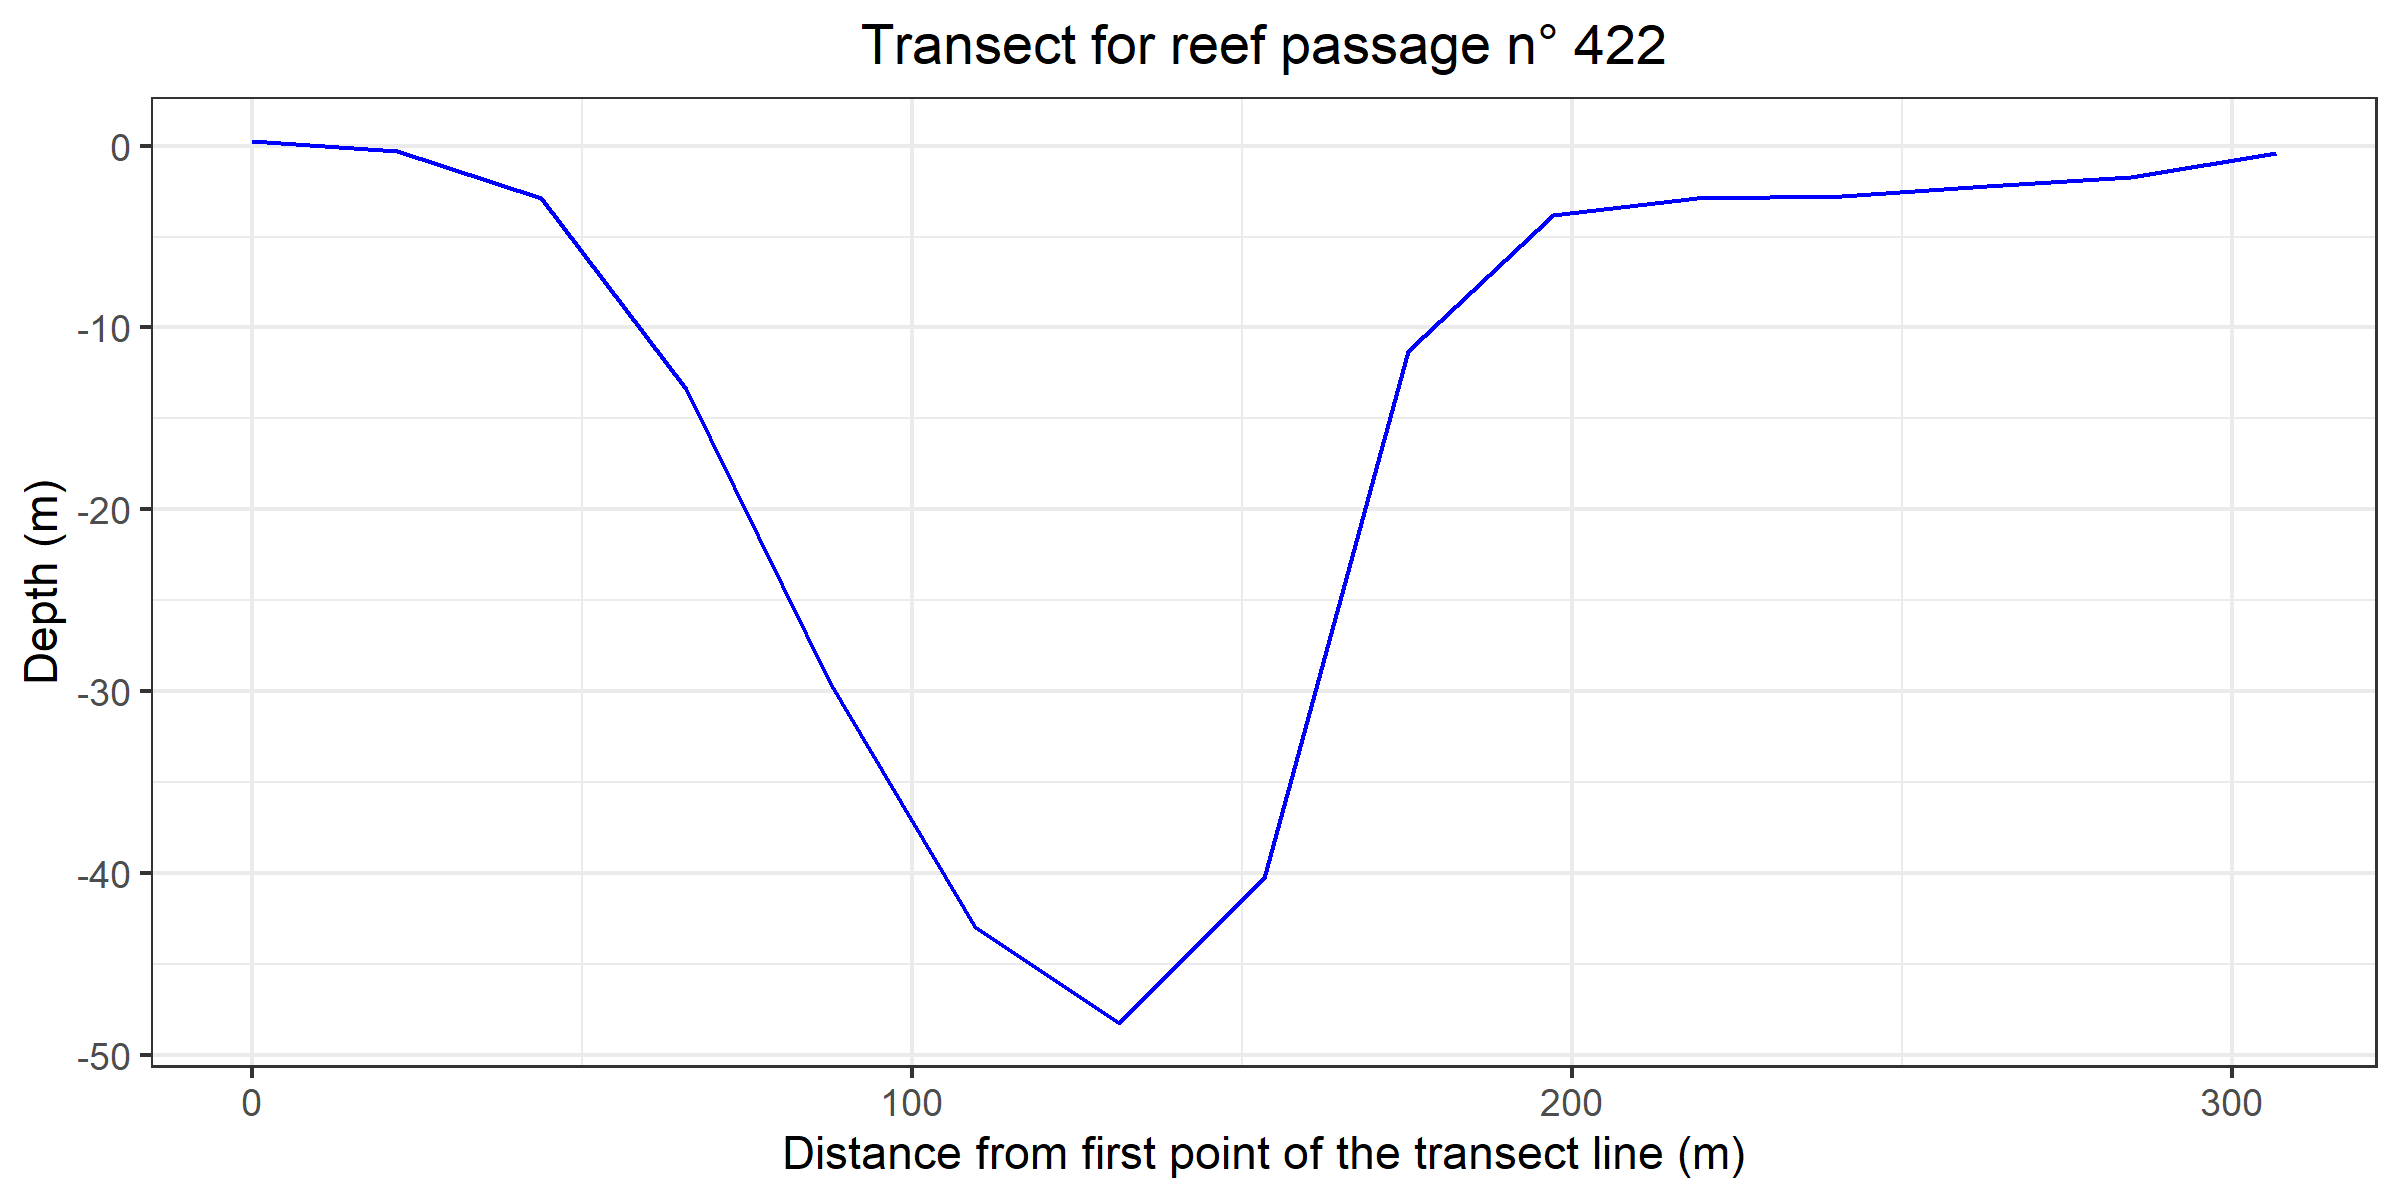 Transect for reef passage n° 422
Depth (m)
0
-10
-20
-30
-40
-50
0 100 200 300
Distance from first point of the transect line (m)